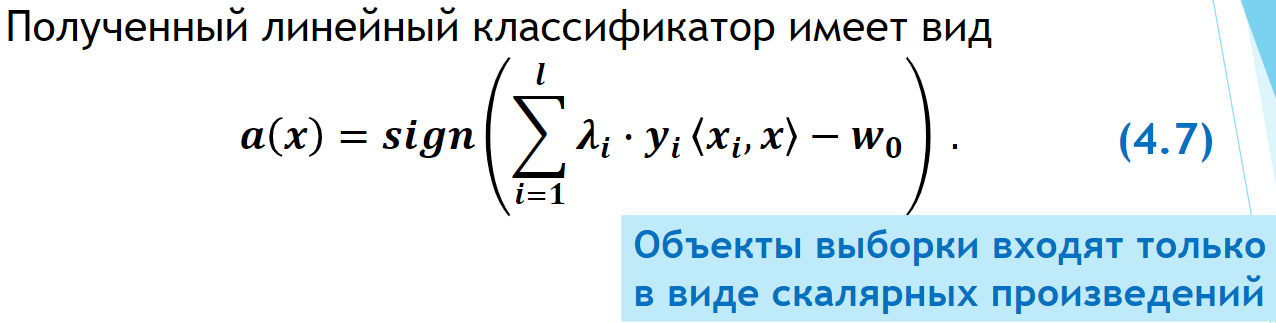 Полученный линейный классификатор имеет вид
a(x) = sign(∑_{i=1}^{l} λ_i · y_i ⟨x_i, x⟩ − w_0) . (4.7)
Объекты выборки входят только
в виде скалярных произведений